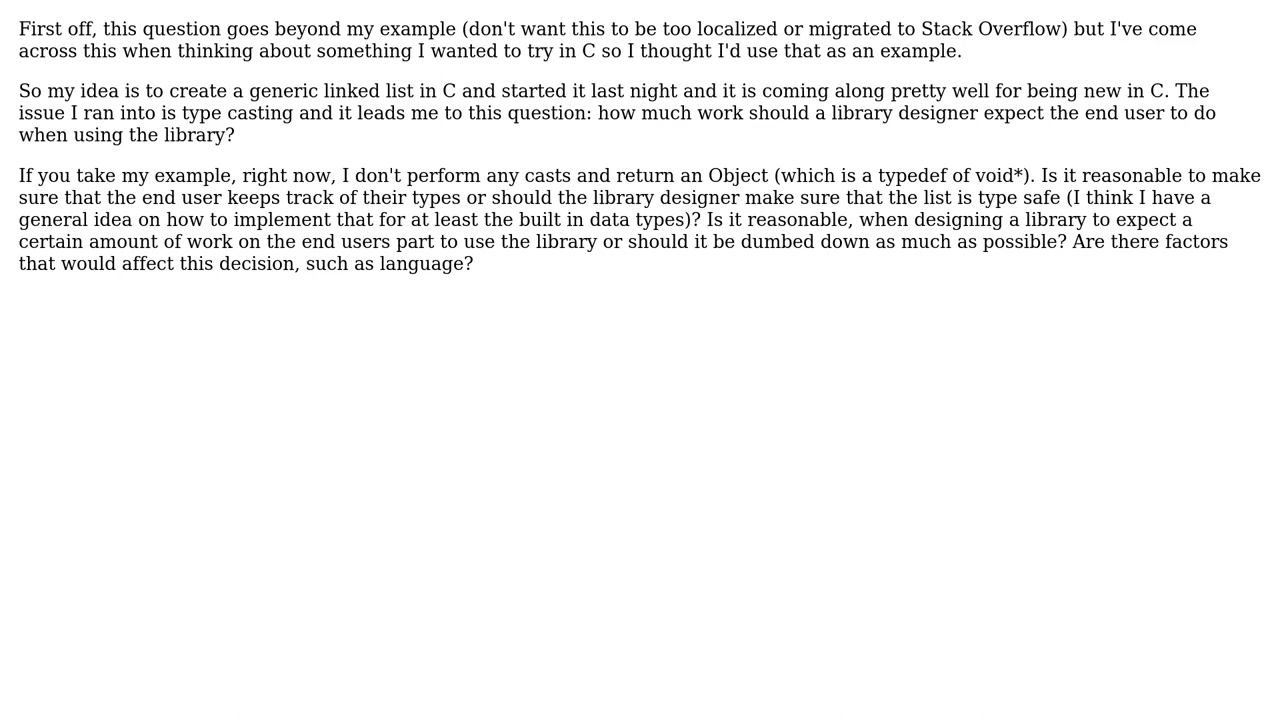 First off, this question goes beyond my example (don't want this to be too localized or migrated to Stack Overflow) but I've come
across this when thinking about something I wanted to try in C so I thought I'd use that as an example.
So my idea is to create a generic linked list in C and started it last night and it is coming along pretty well for being new in C. The
issue I ran into is type casting and it leads me to this question: how much work should a library designer expect the end user to do
when using the library?
If you take my example, right now, I don't perform any casts and return an Object (which is a typedef of void*). Is it reasonable to make
sure that the end user keeps track of their types or should the library designer make sure that the list is type safe (I think I have a
general idea on how to implement that for at least the built in data types)? Is it reasonable, when designing a library to expect a
certain amount of work on the end users part to use the library or should it be dumbed down as much as possible? Are there factors
that would affect this decision, such as language?